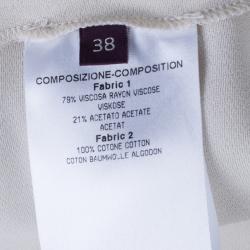 38
COMPOSIZIONE-COMPOSITION
Fabric 1
79% VISCOSA RAYON VISCOSE
VISKOSE
21% ACETATO ACETATE
ACETAT
Fabric 2
100% COTONE COTTON
COTON BAUMWOLLE ALGODON